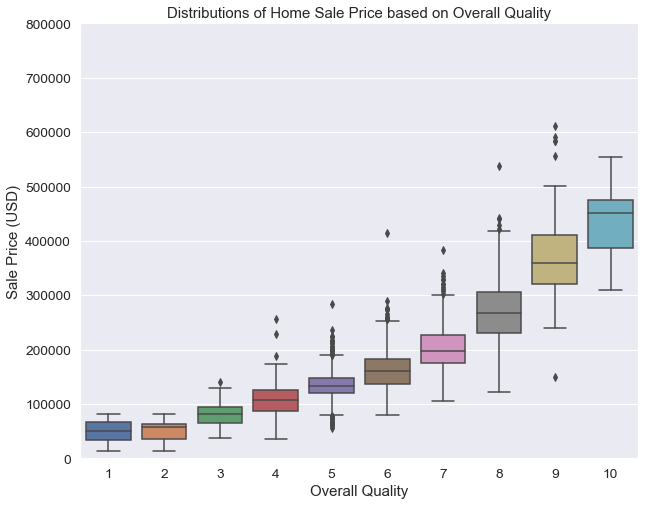 Distributions of Home Sale Price based on Overall Quality
800000
700000
600000
500000
400000
300000
200000
100000
0
Sale Price (USD)
1 2 3 4 5 6 7 8 9 10
Overall Quality